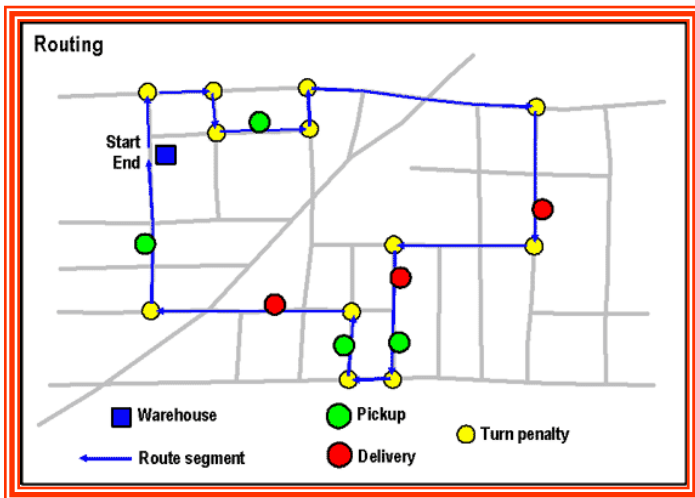 Routing
Start
End
Warehouse
Pickup
Turn penalty
Route segment
Delivery